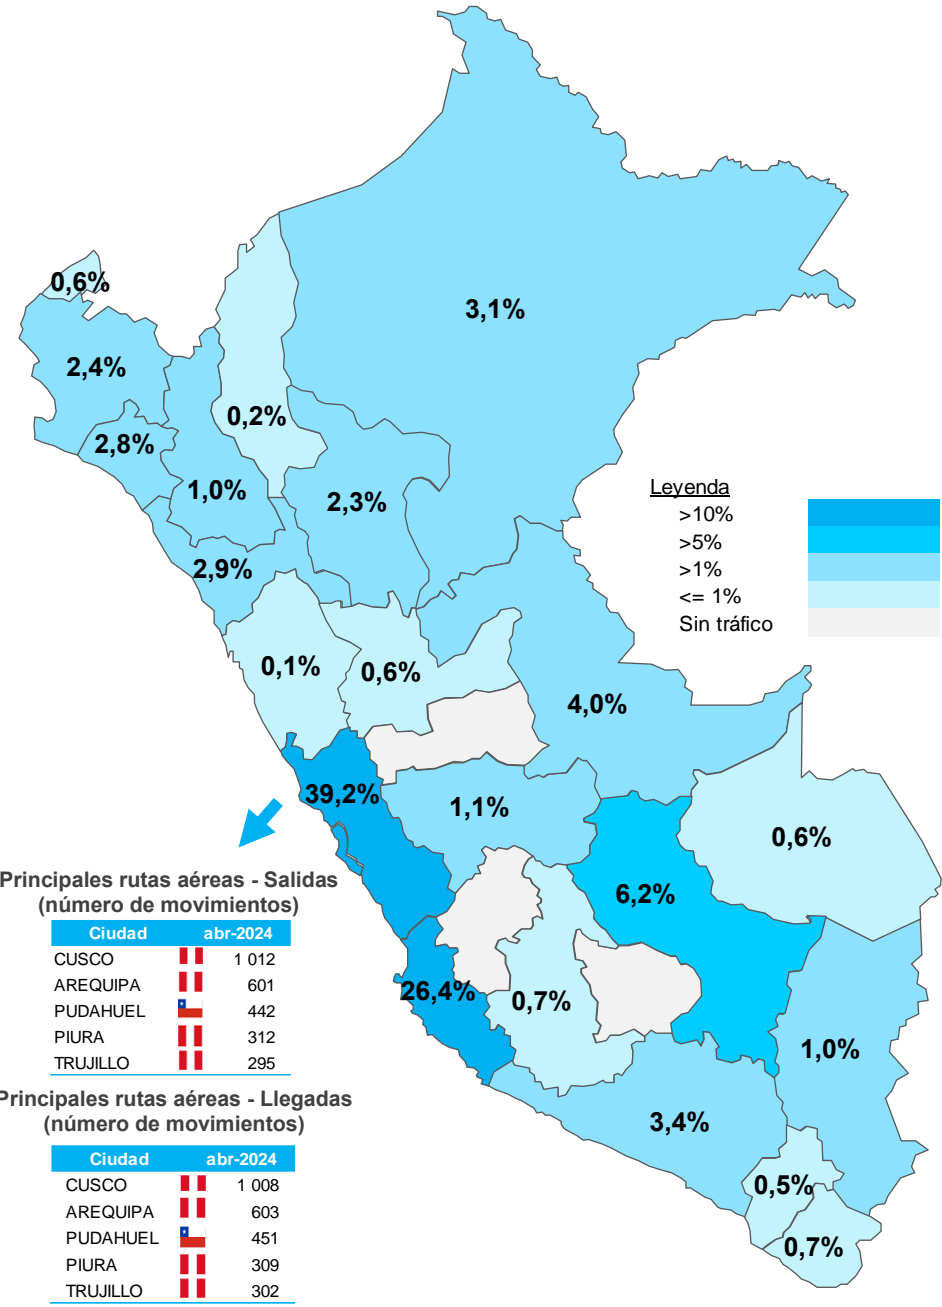 0,6%
3,1%
2,4%
0,2%
2,8%
1,0%
2,3%
Leyenda
>10%
>5%
>1%
<= 1%
Sin tráfico
2,9%
0,1%
0,6%
4,0%
39,2%
1,1%
0,6%
6,2%
26,4%
0,7%
1,0%
3,4%
0,5%
0,7%
Principales rutas aéreas - Salidas
(número de movimientos)
Ciudad abr-2024
CUSCO 1 012
AREQUIPA 601
PUDAHUEL 442
PIURA 312
TRUJILLO 295
Principales rutas aéreas - Llegadas
(número de movimientos)
Ciudad abr-2024
CUSCO 1 008
AREQUIPA 603
PUDAHUEL 451
PIURA 309
TRUJILLO 302